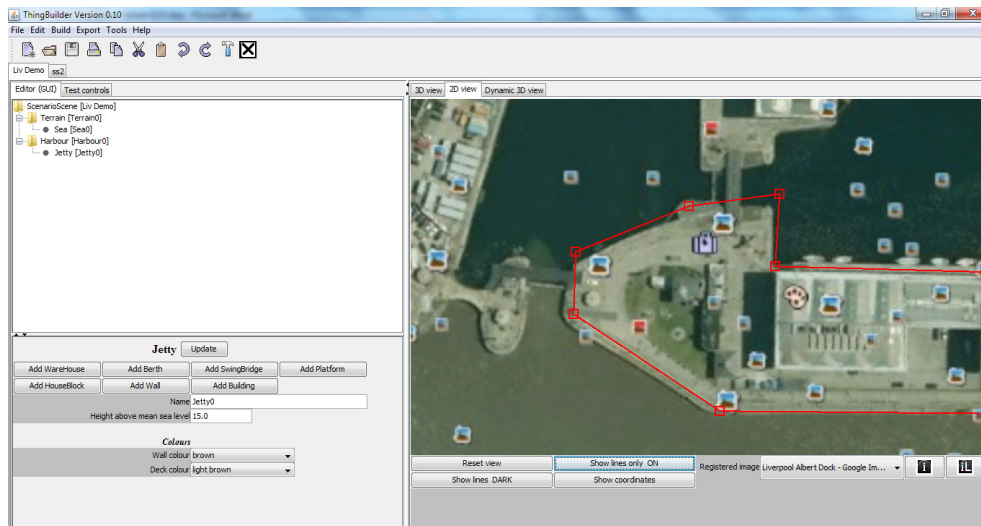 ThingBuilder Version 0.10
File Edit Build Export Tools Help
Liv Demo ss2
Editor (GUI) Test controls
3D view 2D view Dynamic 3D view
ScenarioScene [Liv Demo]
Terrain [Terrain0]
Sea [Sea0]
Harbour [Harbour0]
Jetty [Jetty0]
Jetty Update
Add WareHouse Add Berth Add SwingBridge Add Platform
Add HouseBlock Add Wall Add Building
Name Jetty0
Height above mean sea level 15.0
Colours
Wall colour brown
Deck colour light brown
Reset view Show lines only ON Registered image Liverpool Albert Dock - Google Im... i iL
Show lines DARK Show coordinates